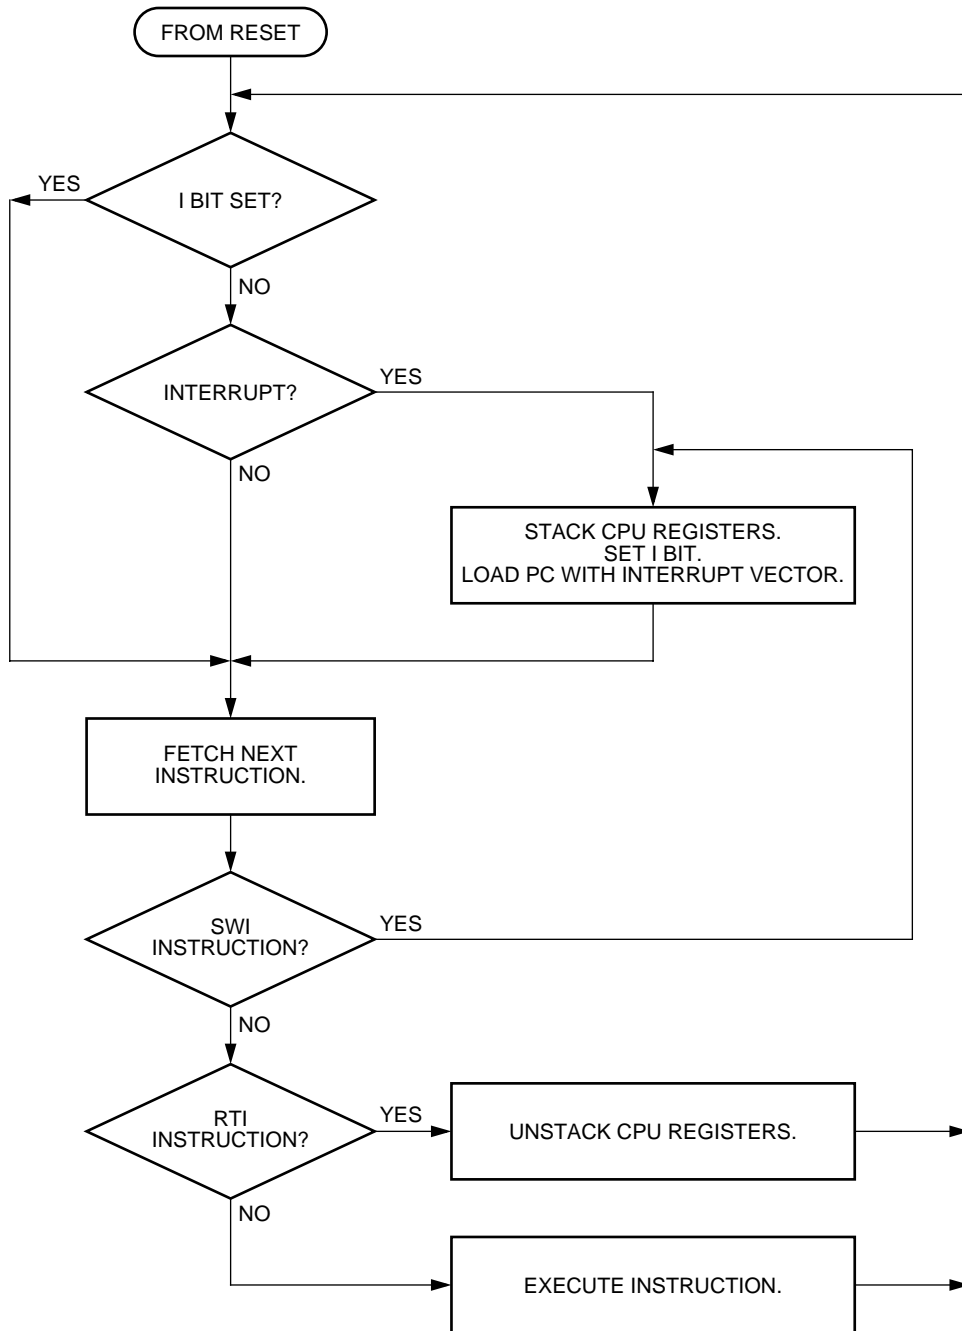 FROM RESET
YES
I BIT SET?
NO
INTERRUPT?
YES
NO
STACK CPU REGISTERS.
SET I BIT.
LOAD PC WITH INTERRUPT VECTOR.
FETCH NEXT
INSTRUCTION.
SWI
INSTRUCTION?
YES
NO
RTI
INSTRUCTION?
YES
UNSTACK CPU REGISTERS.
NO
EXECUTE INSTRUCTION.